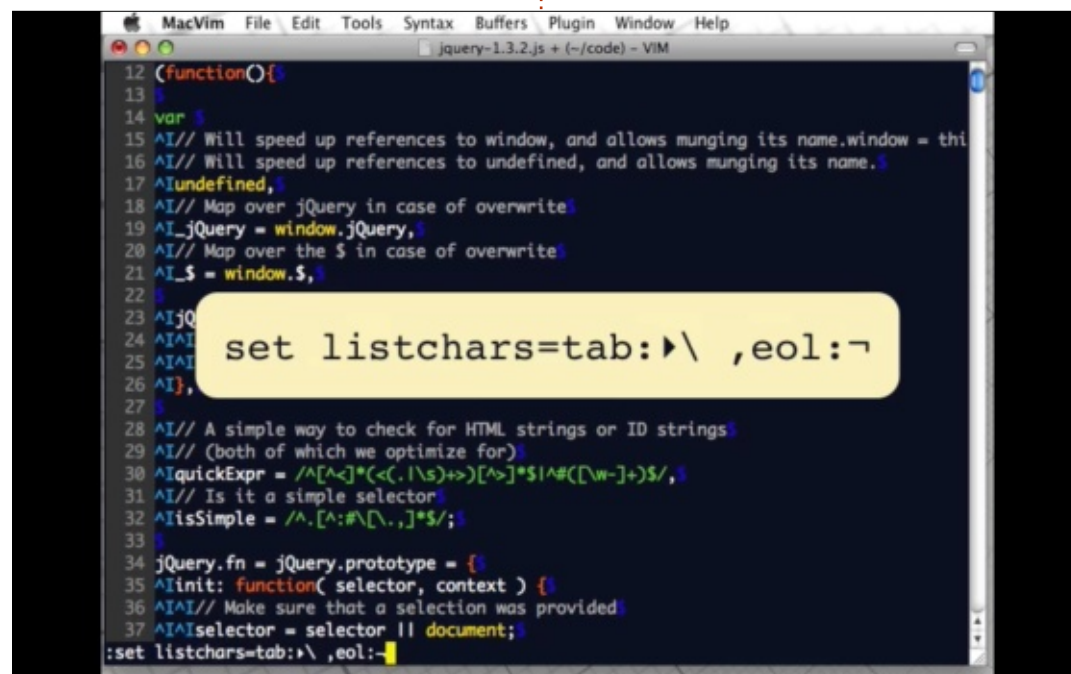 MacVim File Edit Tools Syntax Buffers Plugin Window Help
jquery-1.3.2.js + (~/code) – VIM
12 (function(){$
13 $
14 var $
15 ^I// Will speed up references to window, and allows munging its name.window = thi
16 ^I// Will speed up references to undefined, and allows munging its name.$
17 ^Iundefined,$
18 ^I// Map over jQuery in case of overwrite$
19 ^I_jQuery = window.jQuery,$
20 ^I// Map over the $ in case of overwrite$
21 ^I_$ = window.$,$
22 $
23 ^IjQ
24 ^I^I
25 ^I^I
26 ^I},
set listchars=tab:▸\ ,eol:¬
27 $
28 ^I// A simple way to check for HTML strings or ID strings$
29 ^I// (both of which we optimize for)$
30 ^IquickExpr = /^[^<]*(<(.|\s)+>)[^>]*$|^#([\w-]+)$/,$
31 ^I// Is it a simple selector$
32 ^IisSimple = /^.[^:#\[\.,]*$/;$
33 $
34 jQuery.fn = jQuery.prototype = {$
35 ^Iinit: function( selector, context ) {$
36 ^I^I// Make sure that a selection was provided$
37 ^I^Iselector = selector || document;$
:set listchars=tab:▸\ ,eol:¬